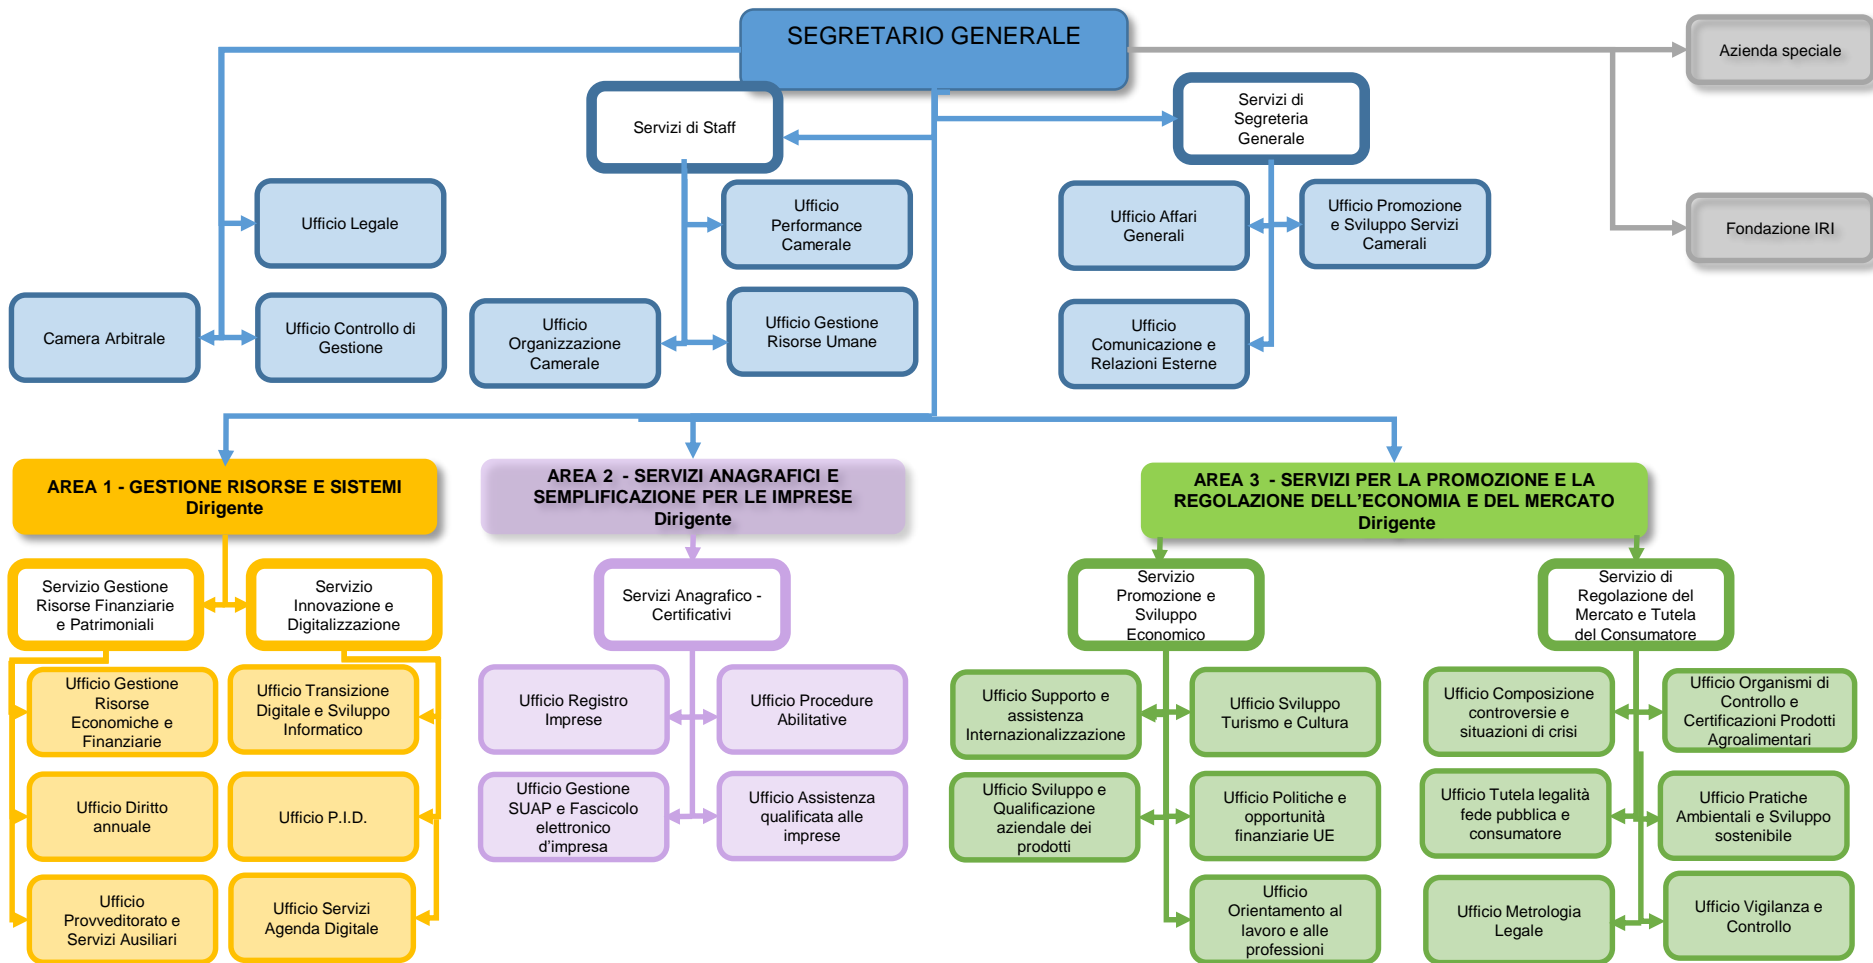 SEGRETARIO GENERALE
Azienda speciale
Servizi di Staff
Servizi di
Segreteria
Generale
Ufficio Legale
Ufficio
Performance
Camerale
Ufficio Affari
Generali
Ufficio Promozione
e Sviluppo Servizi
Camerali
Fondazione IRI
Camera Arbitrale
Ufficio Controllo di
Gestione
Ufficio
Organizzazione
Camerale
Ufficio Gestione
Risorse Umane
Ufficio
Comunicazione e
Relazioni Esterne
AREA 1 - GESTIONE RISORSE E SISTEMI
Dirigente
AREA 2 - SERVIZI ANAGRAFICI E
SEMPLIFICAZIONE PER LE IMPRESE
Dirigente
AREA 3 - SERVIZI PER LA PROMOZIONE E LA
REGOLAZIONE DELL'ECONOMIA E DEL MERCATO
Dirigente
Servizio Gestione
Risorse Finanziarie
e Patrimoniali
Servizio
Innovazione e
Digitalizzazione
Servizi Anagrafico -
Certificativi
Servizio
Promozione e
Sviluppo
Economico
Servizio di
Regolazione del
Mercato e Tutela
del Consumatore
Ufficio Gestione
Risorse
Economiche e
Finanziarie
Ufficio Transizione
Digitale e Sviluppo
Informatico
Ufficio Registro
Imprese
Ufficio Procedure
Abilitative
Ufficio Supporto e
assistenza
Internazionalizzazione
Ufficio Sviluppo
Turismo e Cultura
Ufficio Composizione
controversie e
situazioni di crisi
Ufficio Organismi di
Controllo e
Certificazioni Prodotti
Agroalimentari
Ufficio Diritto
annuale
Ufficio P.I.D.
Ufficio Gestione
SUAP e Fascicolo
elettronico
d'impresa
Ufficio Assistenza
qualificata alle
imprese
Ufficio Sviluppo e
Qualificazione
aziendale dei
prodotti
Ufficio Politiche e
opportunità
finanziarie UE
Ufficio Tutela legalità
fede pubblica e
consumatore
Ufficio Pratiche
Ambientali e Sviluppo
sostenibile
Ufficio
Provveditorato e
Servizi Ausiliari
Ufficio Servizi
Agenda Digitale
Ufficio
Orientamento al
lavoro e alle
professioni
Ufficio Metrologia
Legale
Ufficio Vigilanza e
Controllo